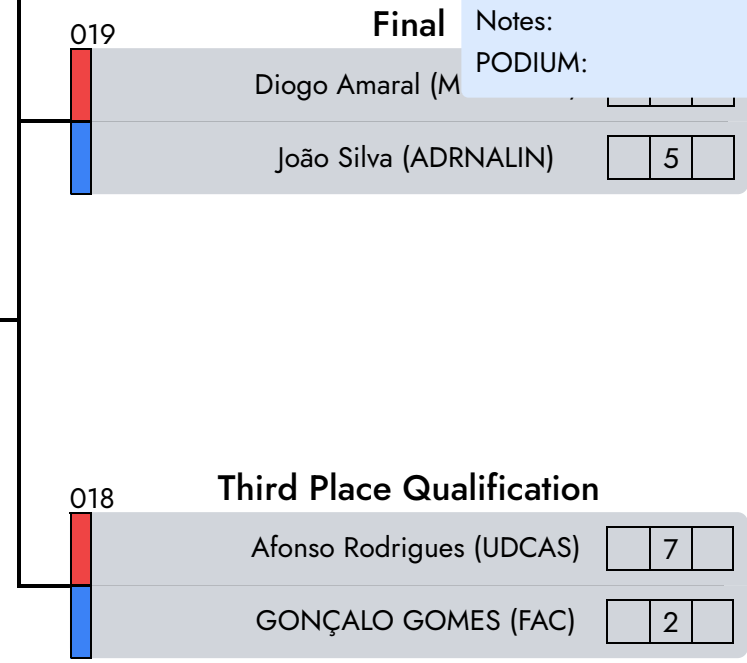 019
Final
Notes:
PODIUM:
Diogo Amaral (M
João Silva (ADRNALIN) 5
018
Third Place Qualification
Afonso Rodrigues (UDCAS) 7
GONÇALO GOMES (FAC) 2